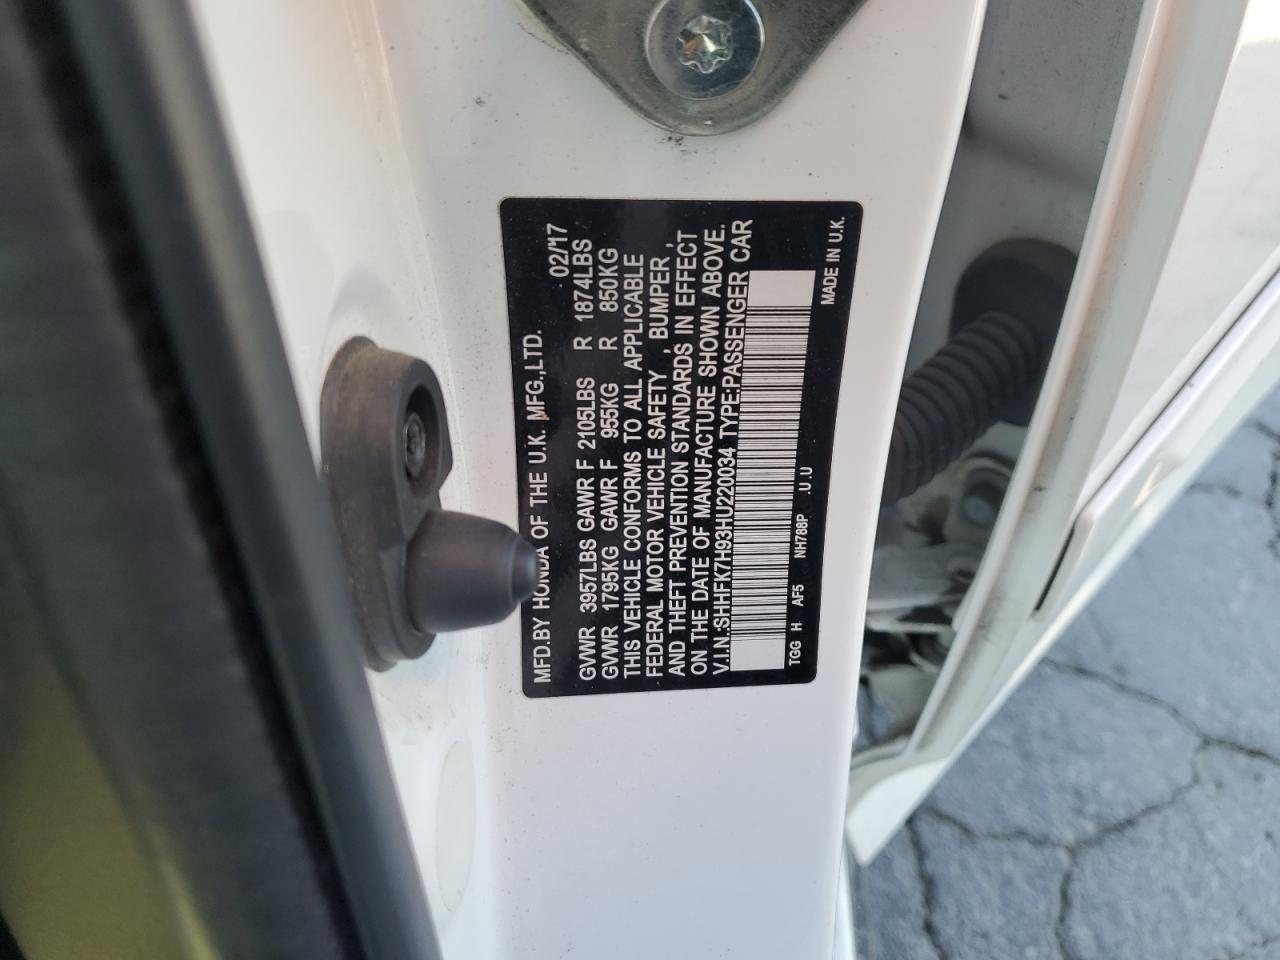 MFD.BY HONDA OF THE U.K. MFG.,LTD. 02/17
GVWR 3957LBS GAWR F 2105LBS R 1874LBS
GVWR 1795KG GAWR F 955KG R 850KG
THIS VEHICLE CONFORMS TO ALL APPLICABLE
FEDERAL MOTOR VEHICLE SAFETY , BUMPER ,
AND THEFT PREVENTION STANDARDS IN EFFECT
ON THE DATE OF MANUFACTURE SHOWN ABOVE.
V.I.N.:SHHFK7H93HU220034 TYPE:PASSENGER CAR
TGG H AF5 NH788P .U.U
MADE IN U.K.